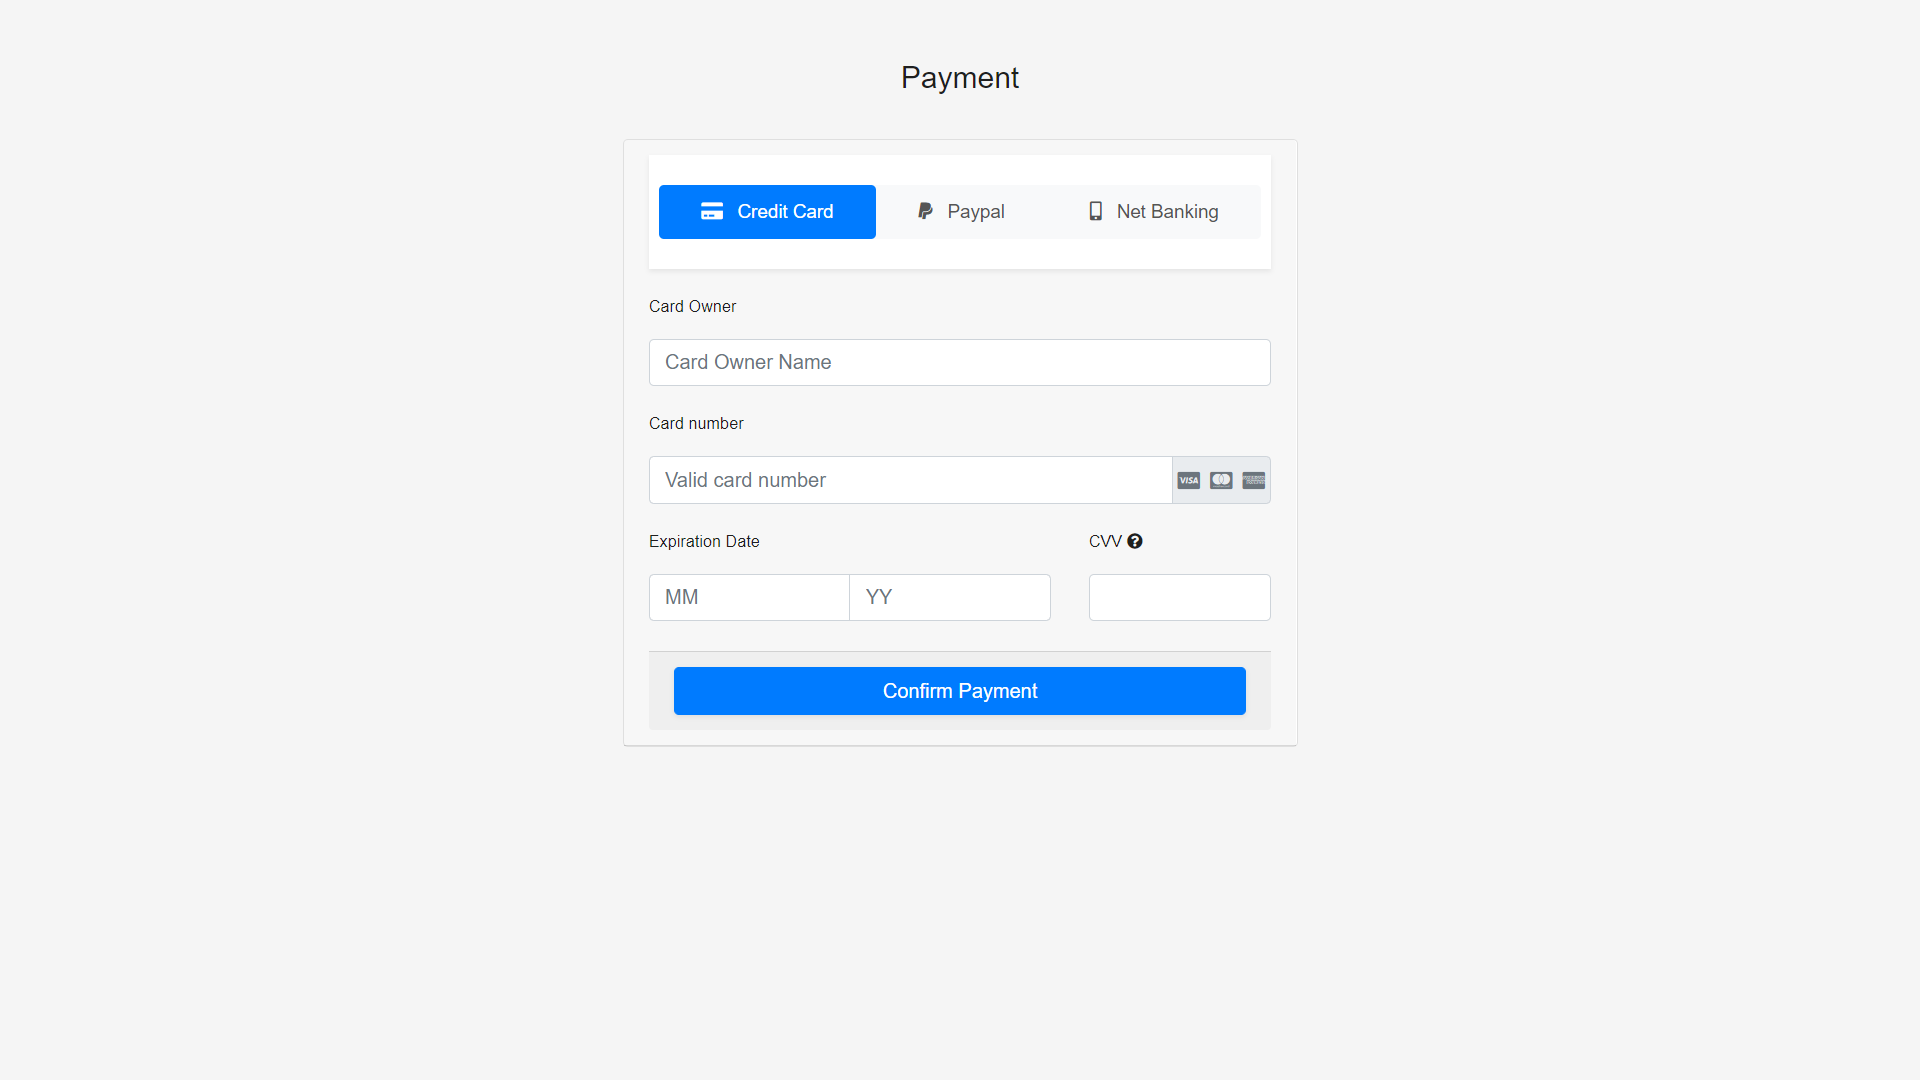 Payment
Credit Card Paypal Net Banking
Card Owner
Card Owner Name
Card number
Valid card number VISA
Expiration Date CVV ?
MM YY
Confirm Payment